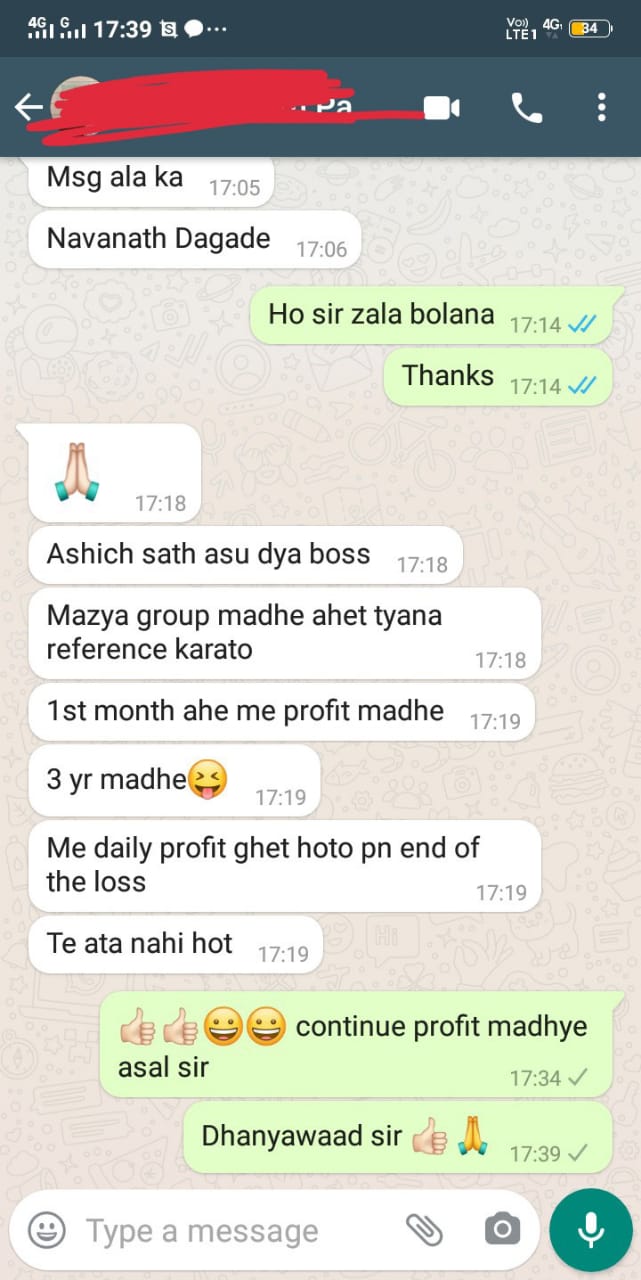 4G G 17:39 Vo)) LTE1 4G 34
Pa
Msg ala ka 17:05
Navanath Dagade 17:06
Ho sir zala bolana 17:14
Thanks 17:14
17:18
Ashich sath asu dya boss 17:18
Mazya group madhe ahet tyana
reference karato 17:18
1st month ahe me profit madhe 17:19
3 yr madhe😝 17:19
Me daily profit ghet hoto pn end of
the loss 17:19
Te ata nahi hot 17:19
👍🏻👍🏻😀😀 continue profit madhye
asal sir 17:34
Dhanyawaad sir 👍🏻🙏 17:39
Type a message